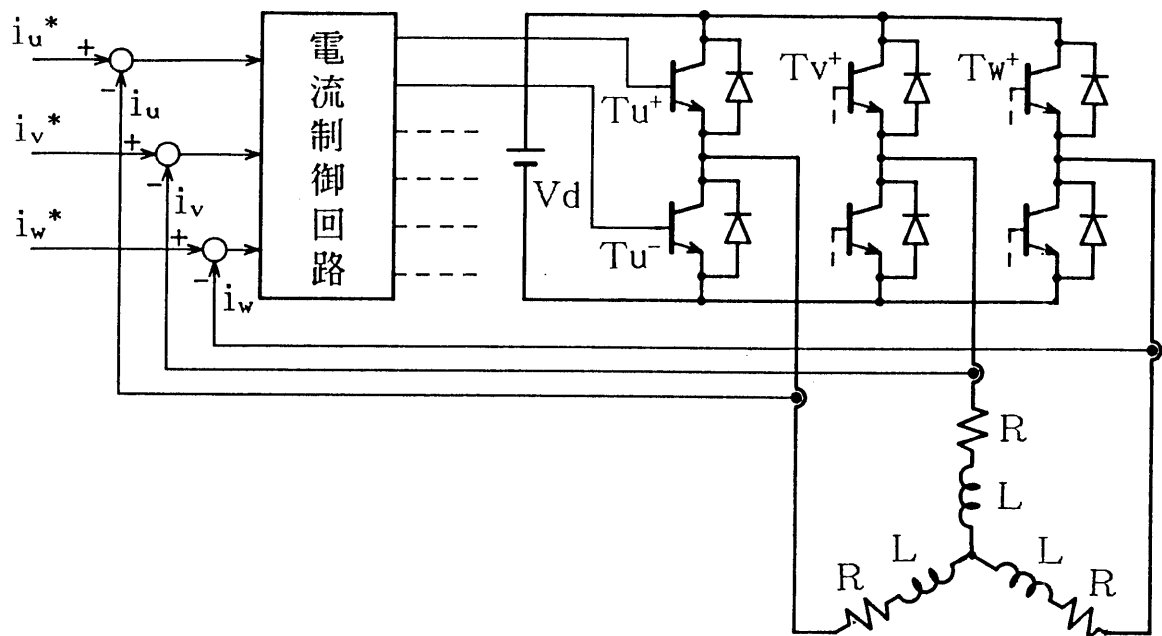 iu*
+
-
iu
iv*
+
-
iv
iw*
+
-
iw
電流制御回路
Vd
Tu+
Tu-
Tv+
Tw+
R
L
L
R
L
R